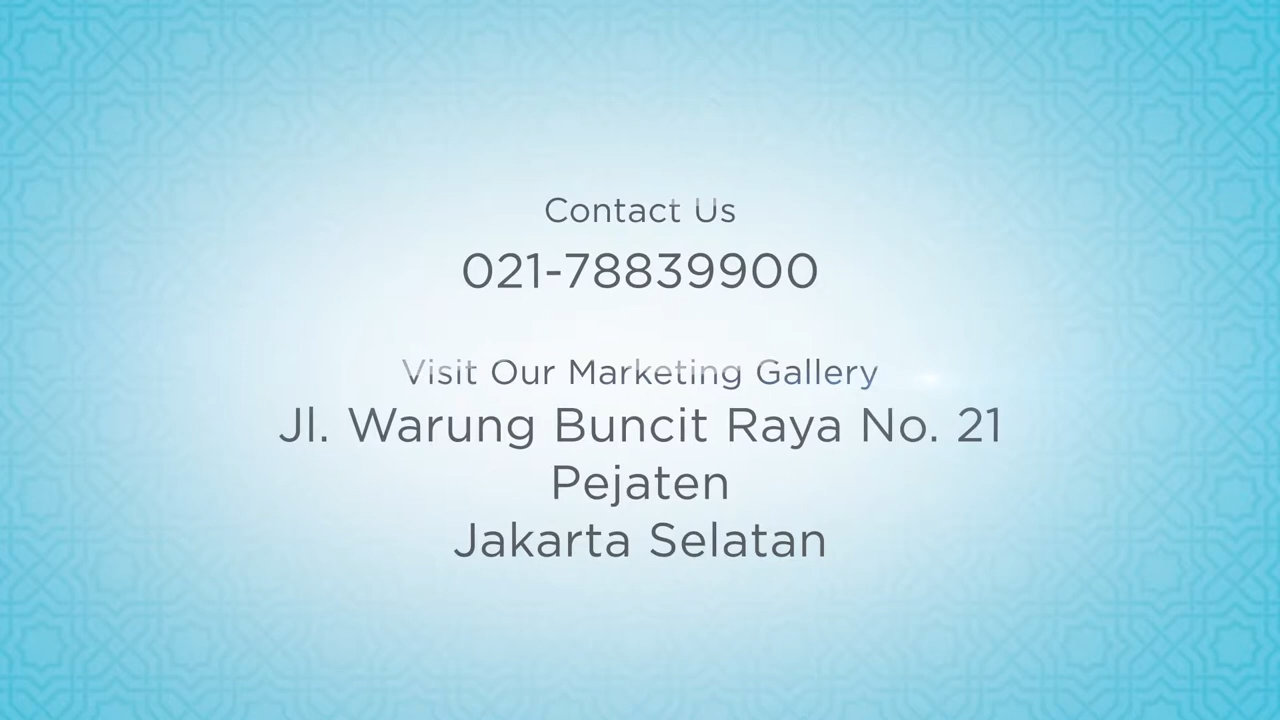 Contact Us
021-78839900
Visit Our Marketing Gallery
Jl. Warung Buncit Raya No. 21
Pejaten
Jakarta Selatan